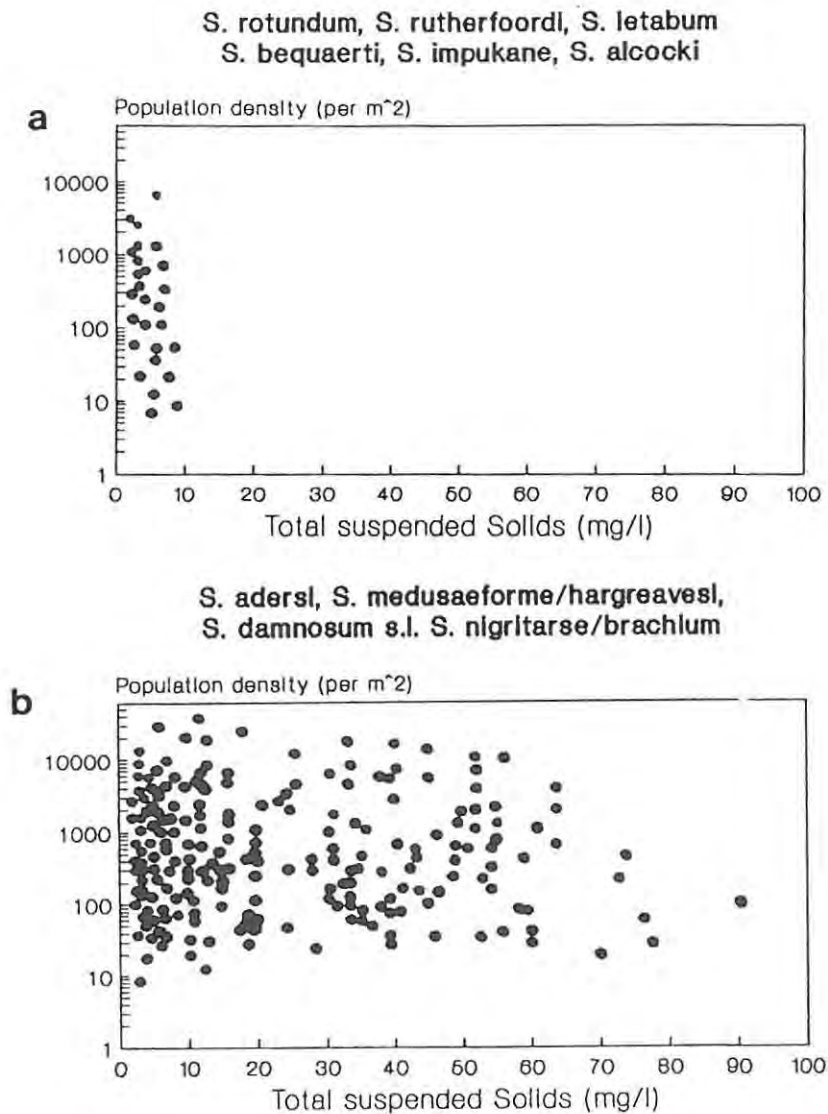 S. rotundum, S. rutherfoordi, S. letabum
S. bequaerti, S. impukane, S. alcocki
a
Population density (per m^2)
10000
1000
100
10
1
0 10 20 30 40 50 60 70 80 90 100
Total suspended Solids (mg/l)
S. adersi, S. medusaeforme/hargreavesi,
S. damnosum s.l. S. nigritarse/brachium
b
Population density (per m^2)
10000
1000
100
10
1
0 10 20 30 40 50 60 70 80 90 100
Total suspended Solids (mg/l)